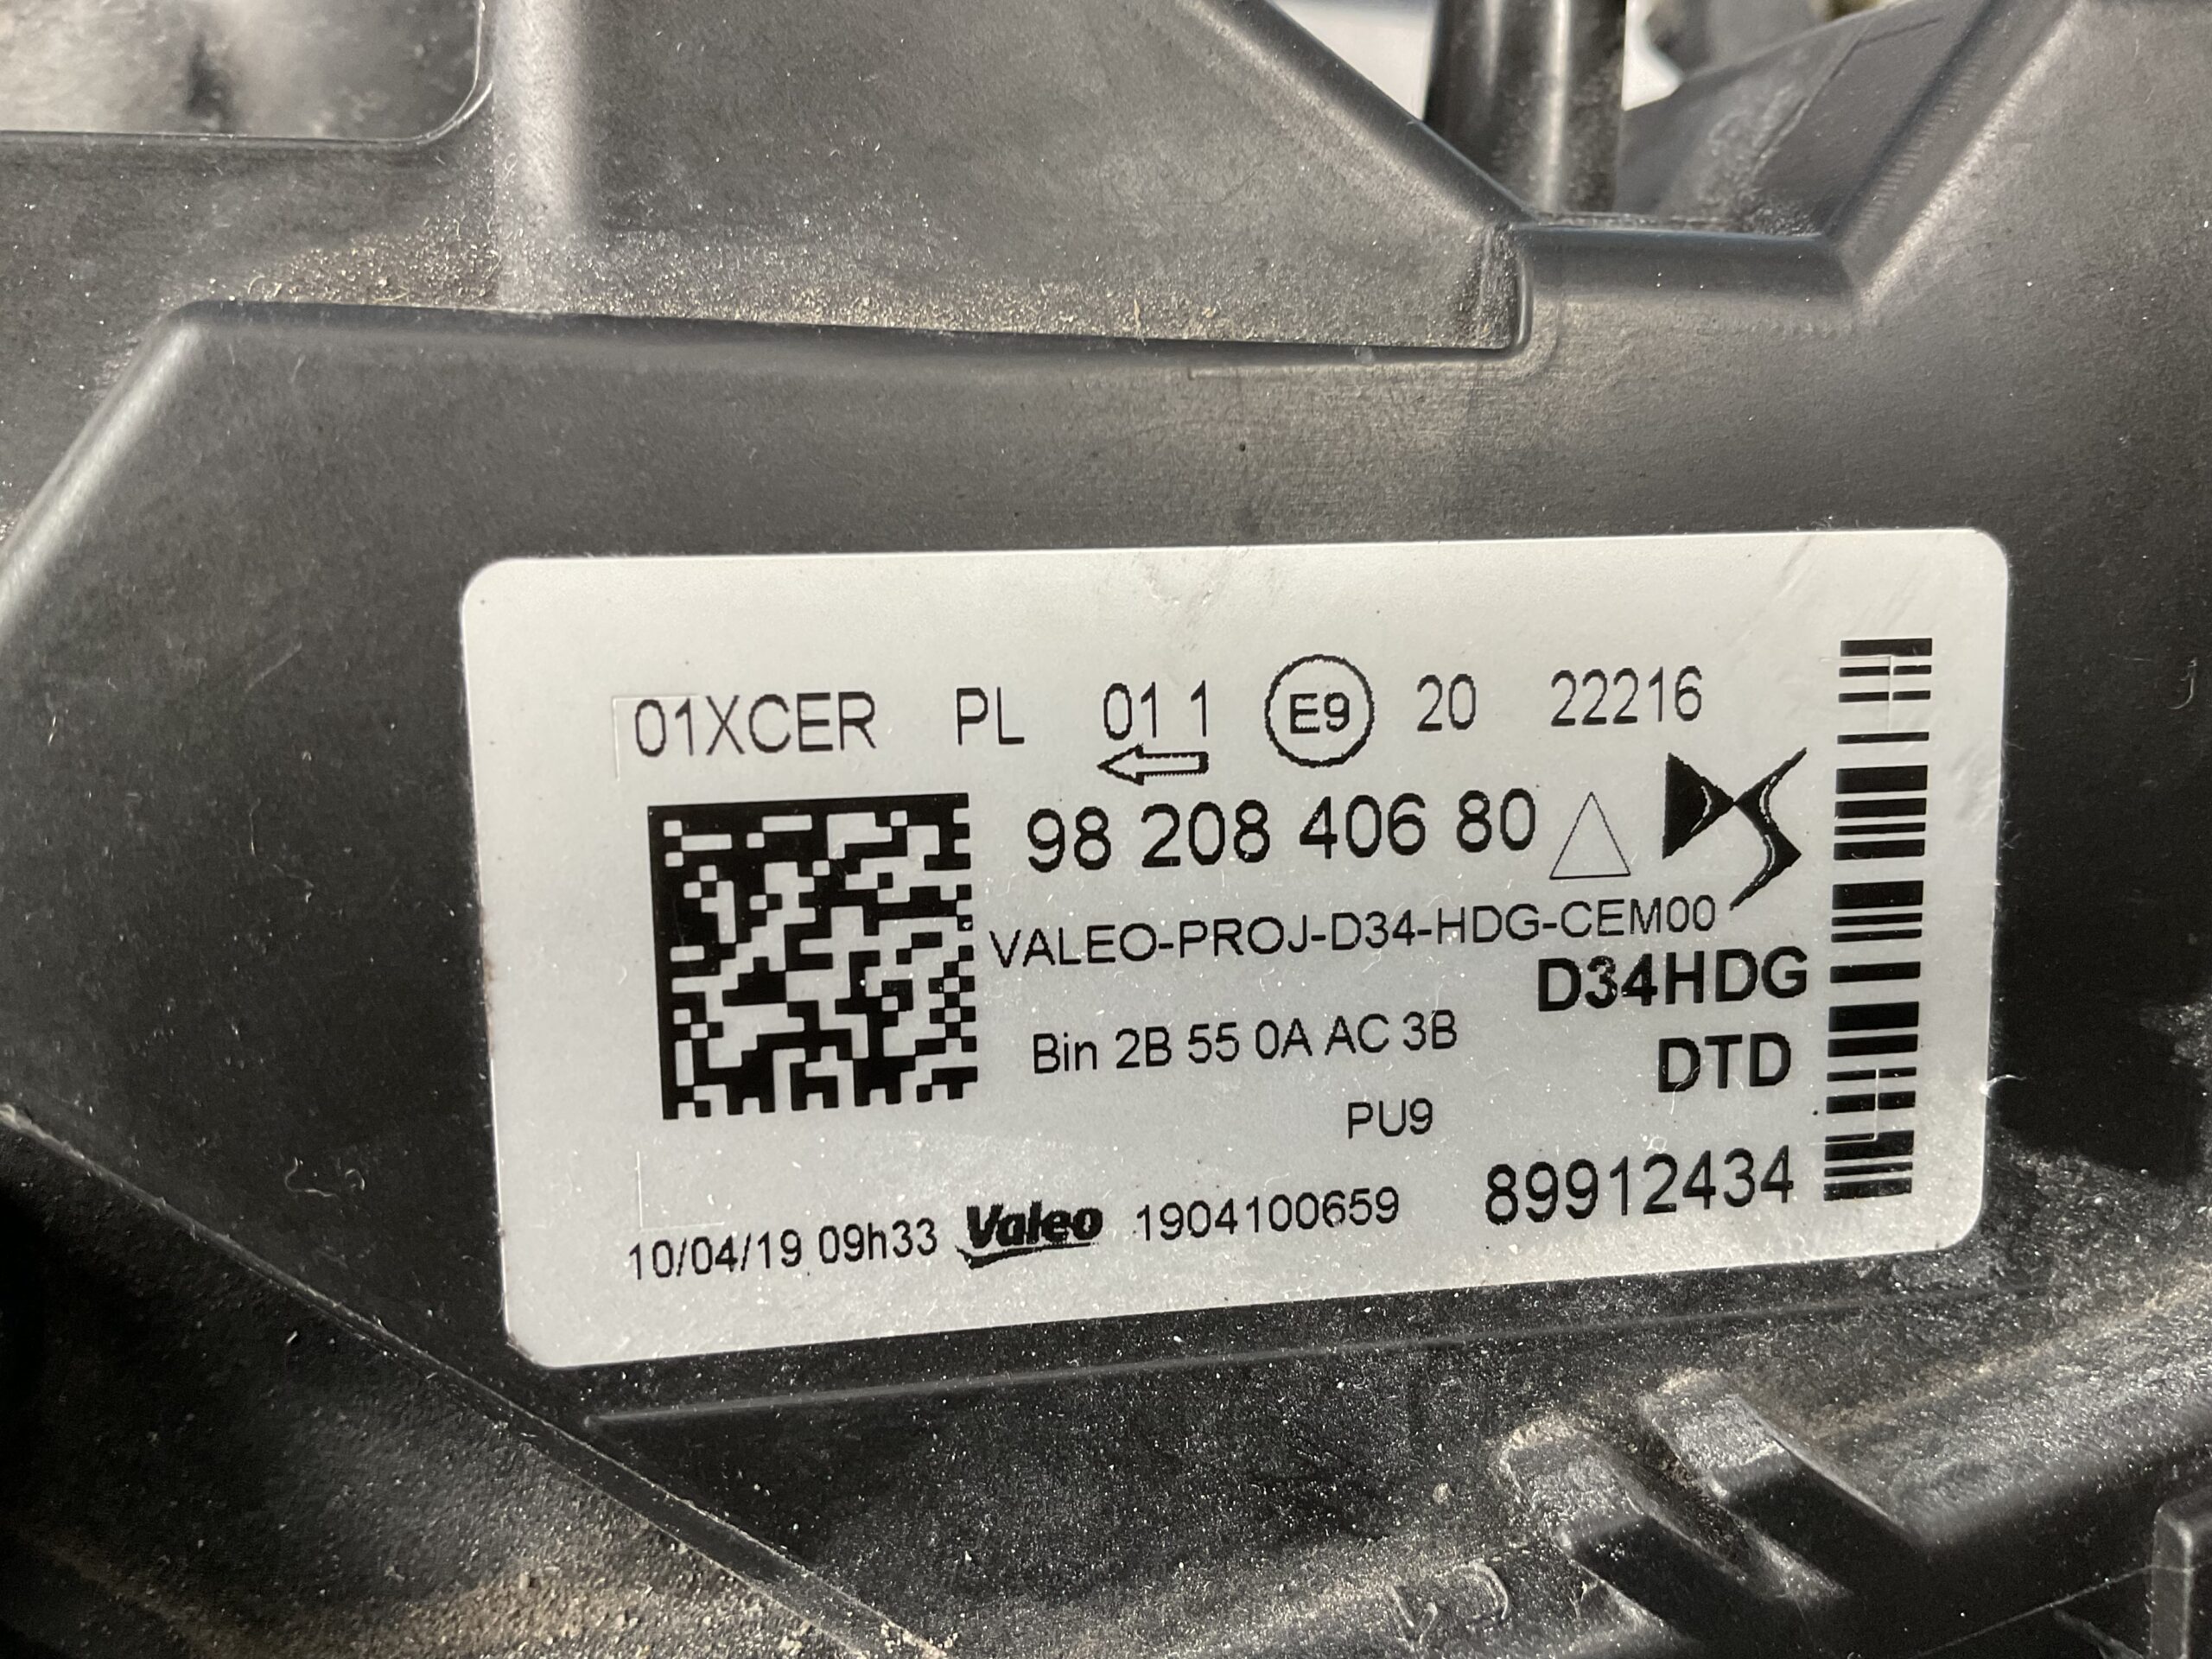 01XCER PL 01 1 E9 20 22216
98 208 406 80 DS
VALEO-PROJ-D34-HDG-CEM00
D34HDG
Bin 2B 55 0A AC 3B
DTD
PU9
10/04/19 09h33 Valeo 1904100659 89912434